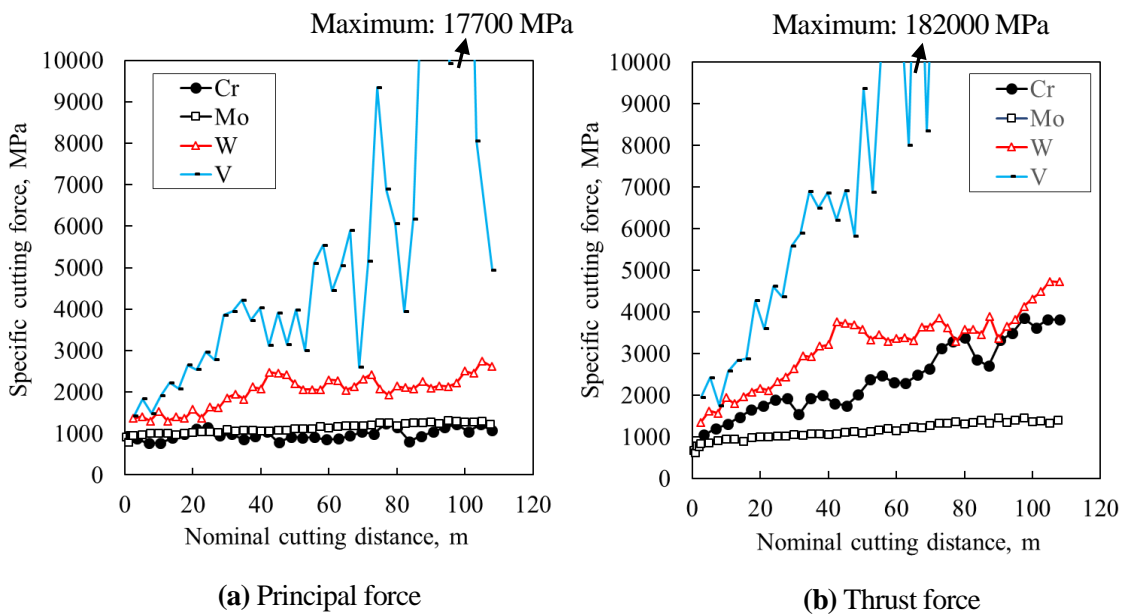 Maximum: 17700 MPa
10000
9000
8000
7000
6000
5000
4000
3000
2000
1000
0
Specific cutting force, MPa
Cr
Mo
W
V
0 20 40 60 80 100 120
Nominal cutting distance, m
(a) Principal force
Maximum: 182000 MPa
10000
9000
8000
7000
6000
5000
4000
3000
2000
1000
0
Specific cutting force, MPa
Cr
Mo
W
V
0 20 40 60 80 100 120
Nominal cutting distance, m
(b) Thrust force